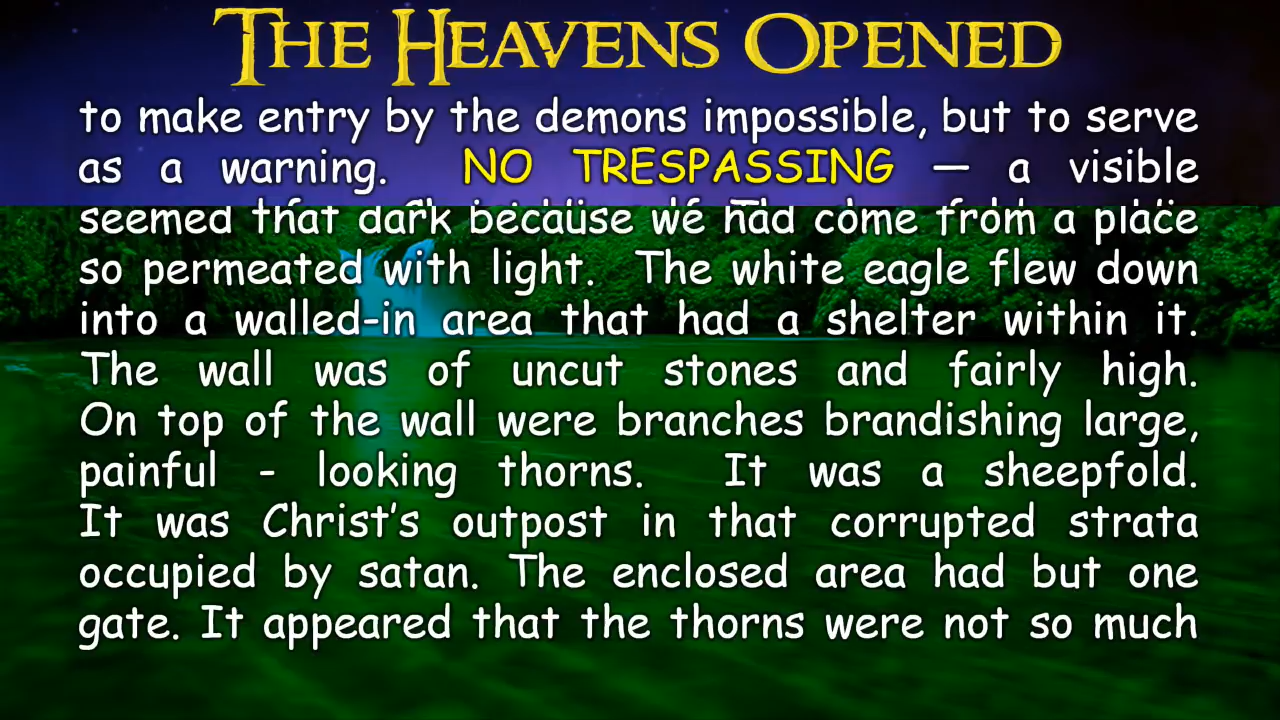 THE HEAVENS OPENED
to make entry by the demons impossible, but to serve
as a warning. NO TRESPASSING — a visible
seemed that dark because we had come from a place
so permeated with light. The white eagle flew down
into a walled-in area that had a shelter within it.
The wall was of uncut stones and fairly high.
On top of the wall were branches brandishing large,
painful - looking thorns. It was a sheepfold.
It was Christ's outpost in that corrupted strata
occupied by satan. The enclosed area had but one
gate. It appeared that the thorns were not so much